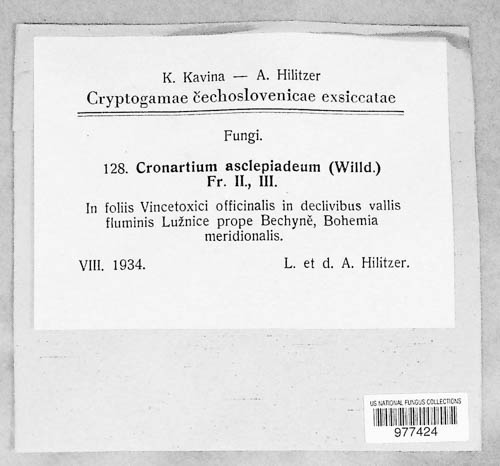 K. Kavina — A. Hilitzer
Cryptogamae čechoslovenicae exsiccatae
Fungi.
128. Cronartium asclepiadeum (Willd.)
Fr. II., III.
In foliis Vincetoxici officinalis in declivibus vallis
fluminis Lužnice prope Bechyně, Bohemia
meridionalis.
VIII. 1934. L. et d. A. Hilitzer.
US NATIONAL FUNGUS COLLECTIONS
977424